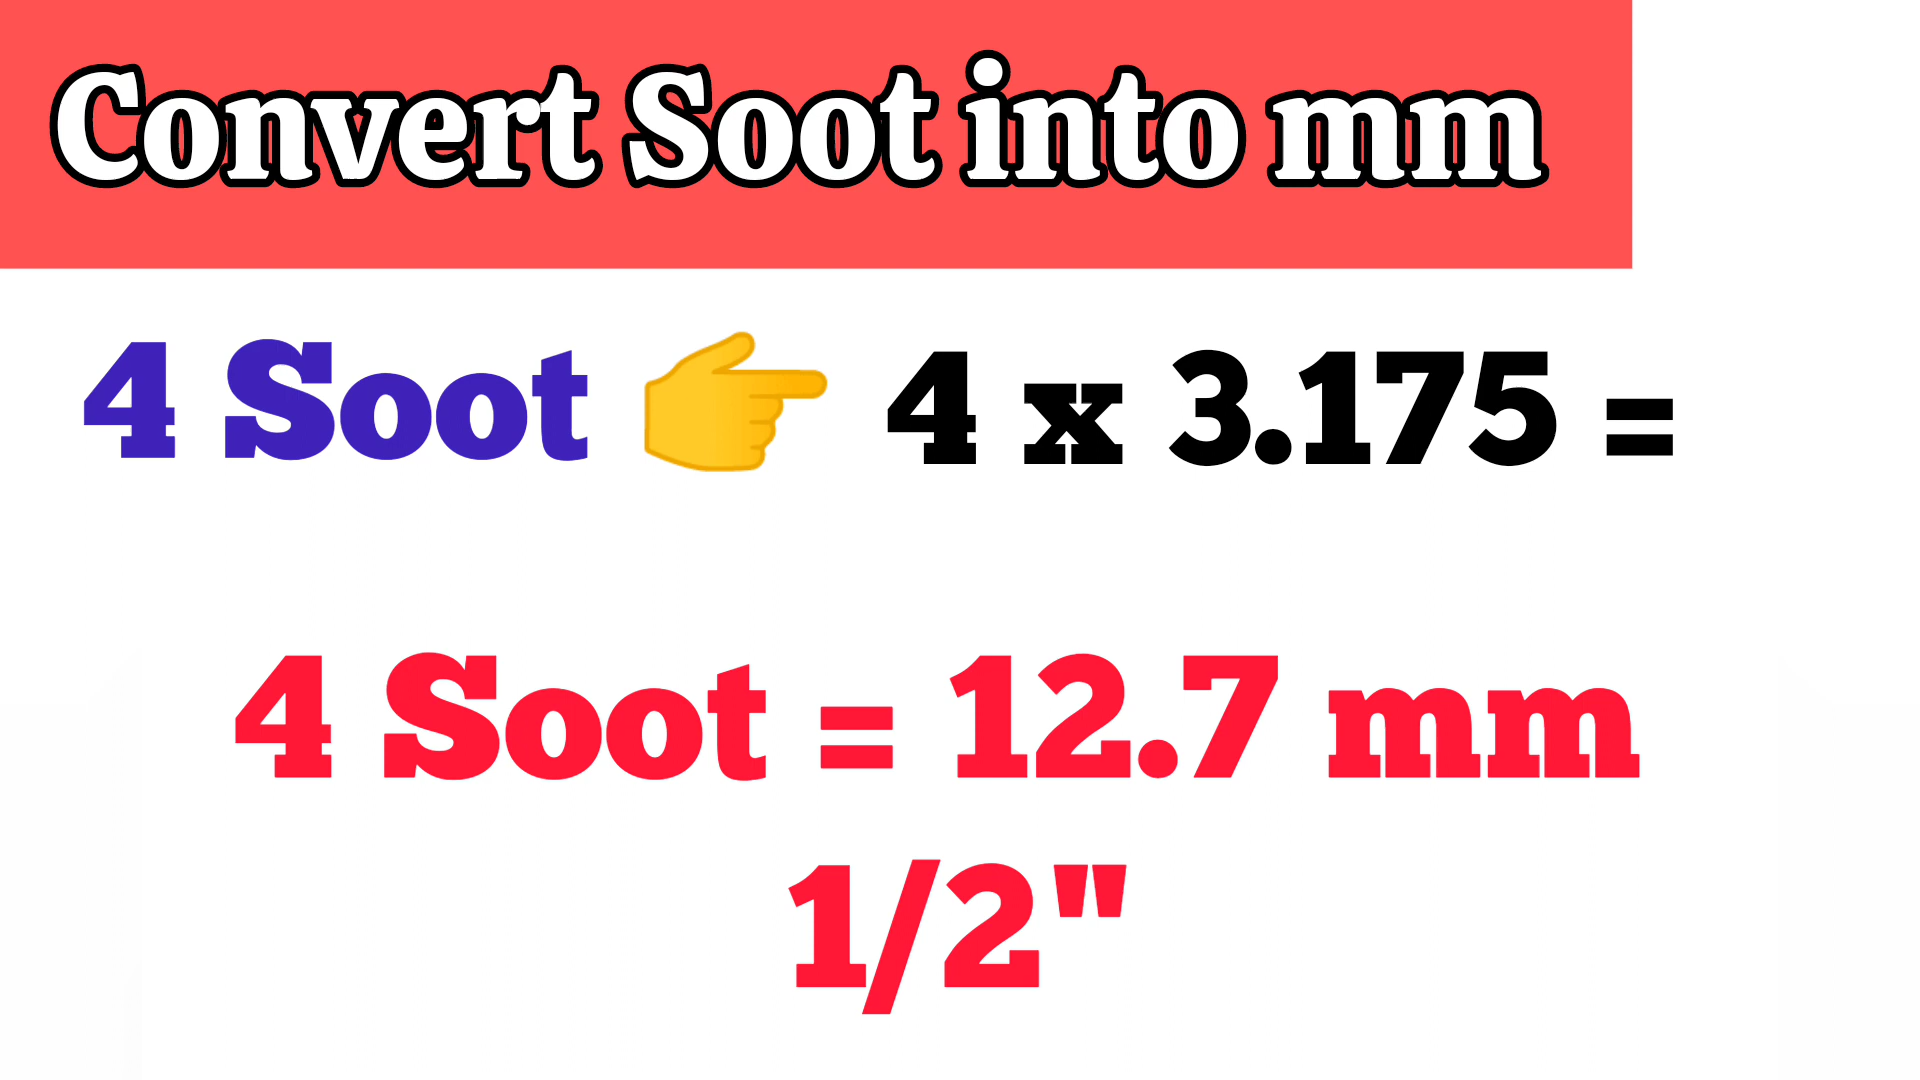 Convert Soot into mm
4 Soot 👉 4 x 3.175 =
4 Soot = 12.7 mm
1/2"